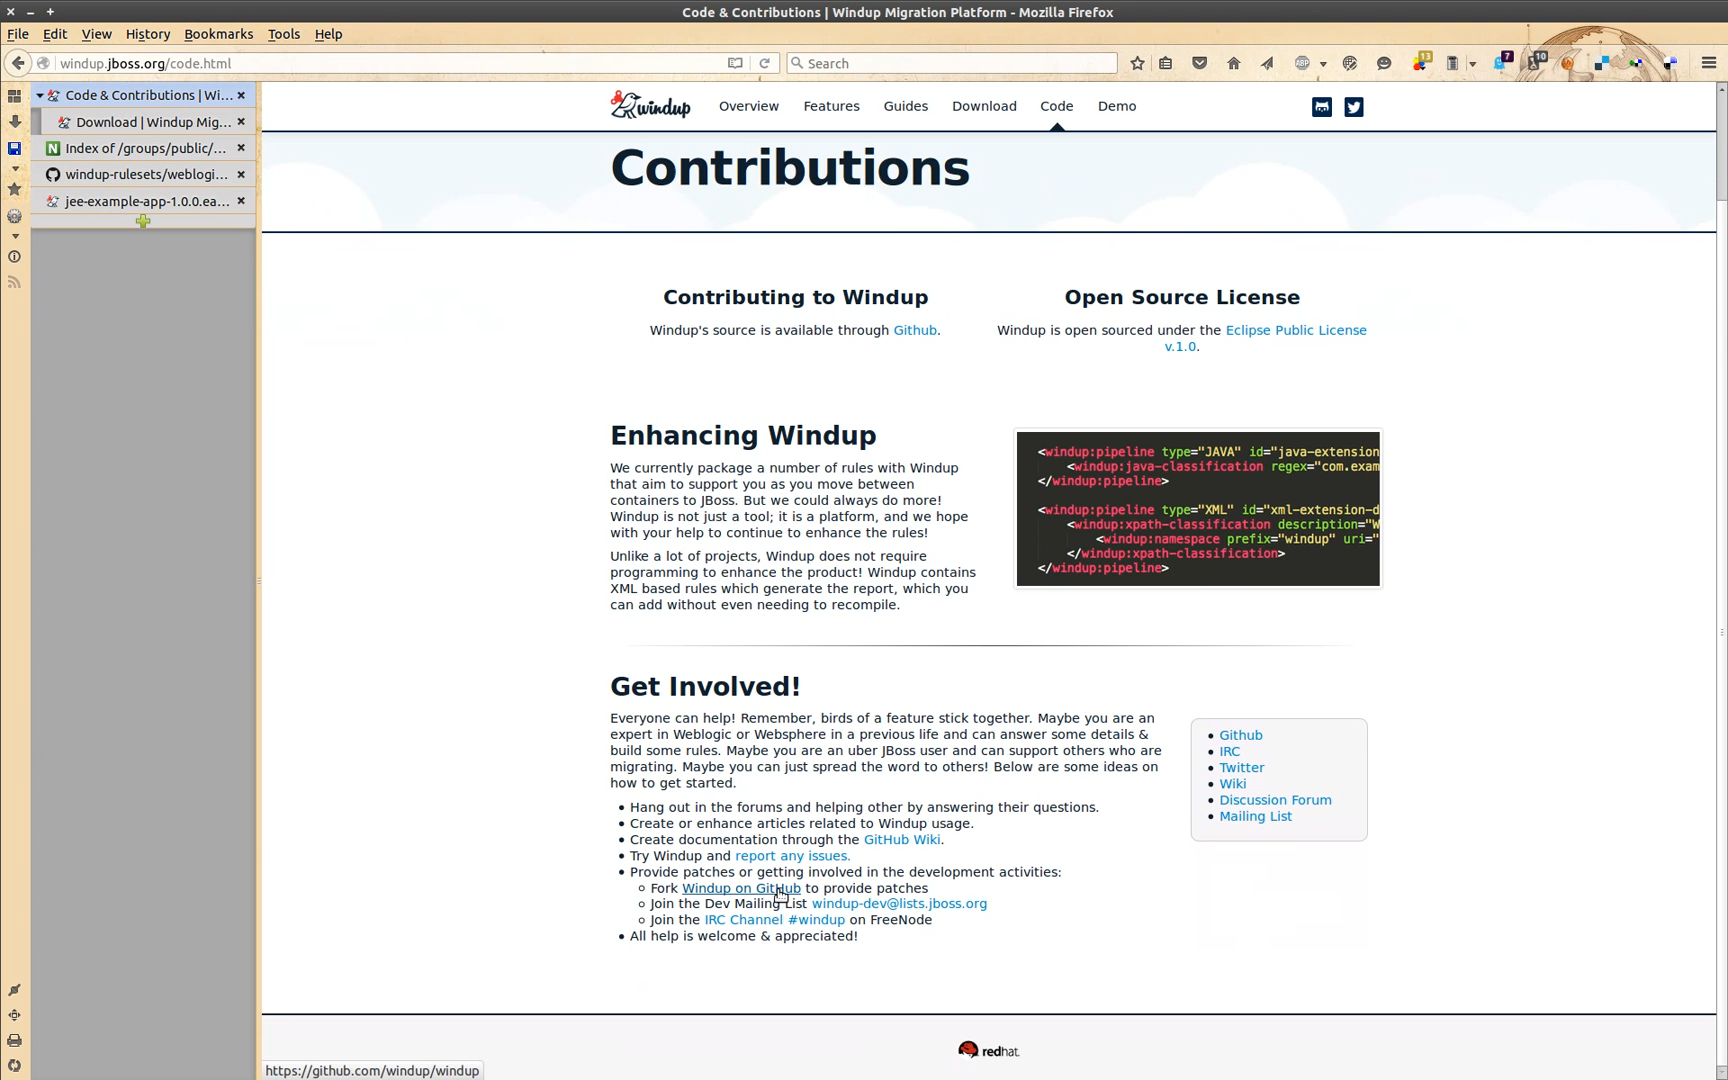 Code & Contributions | Windup Migration Platform - Mozilla Firefox
File Edit View History Bookmarks Tools Help
windup.jboss.org/code.html
Search
ABP
13
7
10
Code & Contributions | Wi...
Download | Windup Mig...
Index of /groups/public/...
windup-rulesets/weblogi...
jee-example-app-1.0.0.ea...
windup Overview Features Guides Download Code Demo
Contributions
Contributing to Windup
Windup's source is available through Github.
Open Source License
Windup is open sourced under the Eclipse Public License
v.1.0.
Enhancing Windup
We currently package a number of rules with Windup
that aim to support you as you move between
containers to JBoss. But we could always do more!
Windup is not just a tool; it is a platform, and we hope
with your help to continue to enhance the rules!
Unlike a lot of projects, Windup does not require
programming to enhance the product! Windup contains
XML based rules which generate the report, which you
can add without even needing to recompile.
<windup:pipeline type="JAVA" id="java-extension
<windup:java-classification regex="com.exam
</windup:pipeline>
<windup:pipeline type="XML" id="xml-extension-d
<windup:xpath-classification description="W
<windup:namespace prefix="windup" uri="
</windup:xpath-classification>
</windup:pipeline>
Get Involved!
Everyone can help! Remember, birds of a feature stick together. Maybe you are an
expert in Weblogic or Websphere in a previous life and can answer some details &
build some rules. Maybe you are an uber JBoss user and can support others who are
migrating. Maybe you can just spread the word to others! Below are some ideas on
how to get started.
• Hang out in the forums and helping other by answering their questions.
• Create or enhance articles related to Windup usage.
• Create documentation through the GitHub Wiki.
• Try Windup and report any issues.
• Provide patches or getting involved in the development activities:
Fork Windup on GitHub to provide patches
Join the Dev Mailing List windup-dev@lists.jboss.org
Join the IRC Channel #windup on FreeNode
• All help is welcome & appreciated!
• Github
• IRC
• Twitter
• Wiki
• Discussion Forum
• Mailing List
redhat.
https://github.com/windup/windup